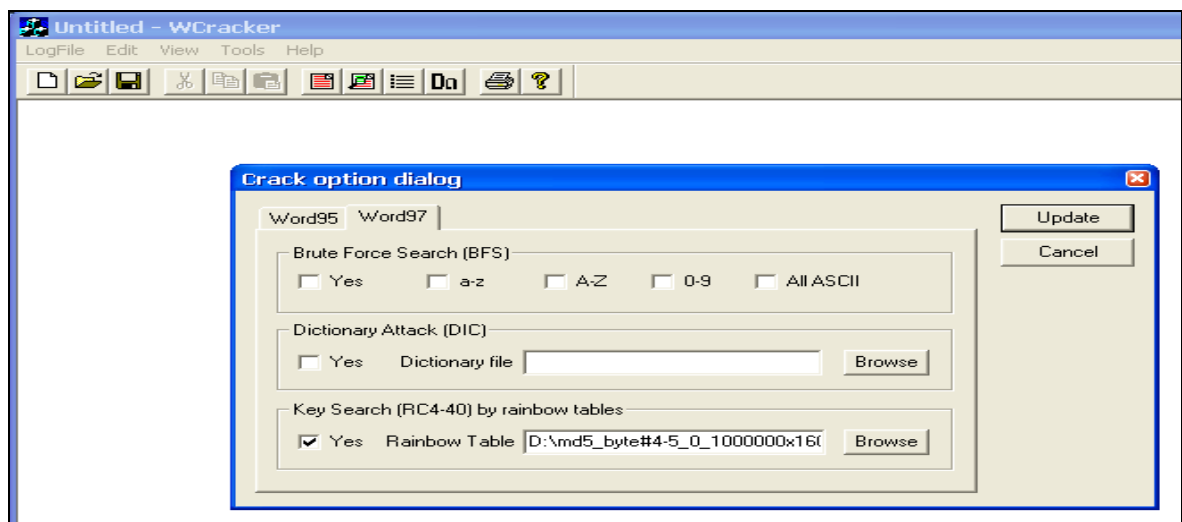 Untitled - WCracker
LogFile Edit View Tools Help
Crack option dialog
Word95 Word97
Update
Cancel
Brute Force Search (BFS)
Yes a-z A-Z 0-9 All ASCII
Dictionary Attack (DIC)
Yes Dictionary file Browse
Key Search (RC4-40) by rainbow tables
Yes Rainbow Table D:\md5_byte#4-5_0_1000000x16( Browse